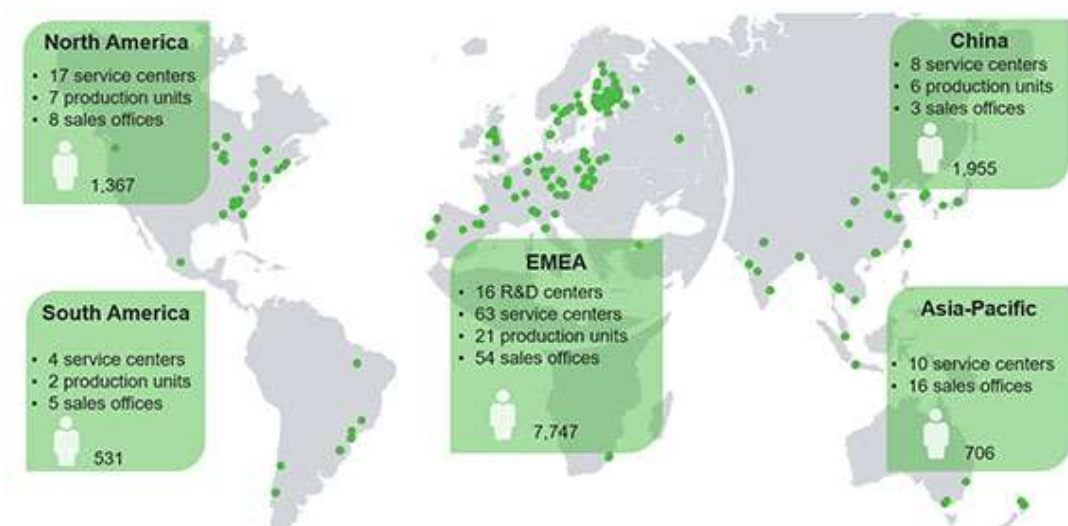 North America
• 17 service centers
• 7 production units
• 8 sales offices
1,367
China
• 8 service centers
• 6 production units
• 3 sales offices
1,955
EMEA
• 16 R&D centers
• 63 service centers
• 21 production units
• 54 sales offices
7,747
South America
• 4 service centers
• 2 production units
• 5 sales offices
531
Asia-Pacific
• 10 service centers
• 16 sales offices
706